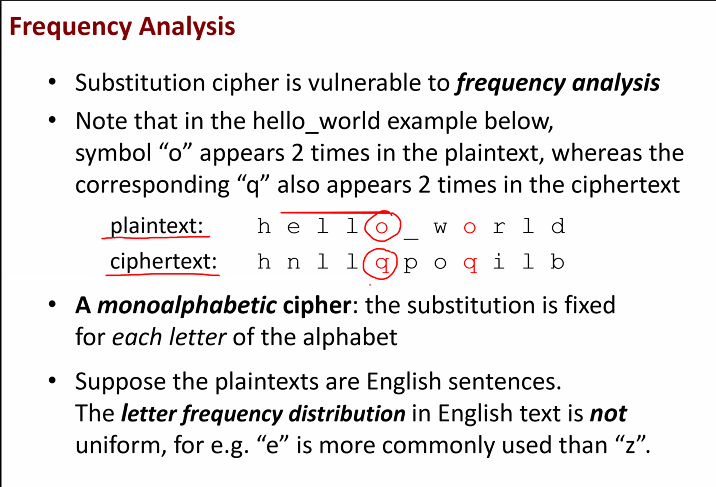 Frequency Analysis
• Substitution cipher is vulnerable to frequency analysis
• Note that in the hello_world example below,
symbol “o” appears 2 times in the plaintext, whereas the
corresponding “q” also appears 2 times in the ciphertext
plaintext: h e l l o _ w o r l d
ciphertext: h n l l q p o q i l b
• A monoalphabetic cipher: the substitution is fixed
for each letter of the alphabet
• Suppose the plaintexts are English sentences.
The letter frequency distribution in English text is not
uniform, for e.g. “e” is more commonly used than “z”.